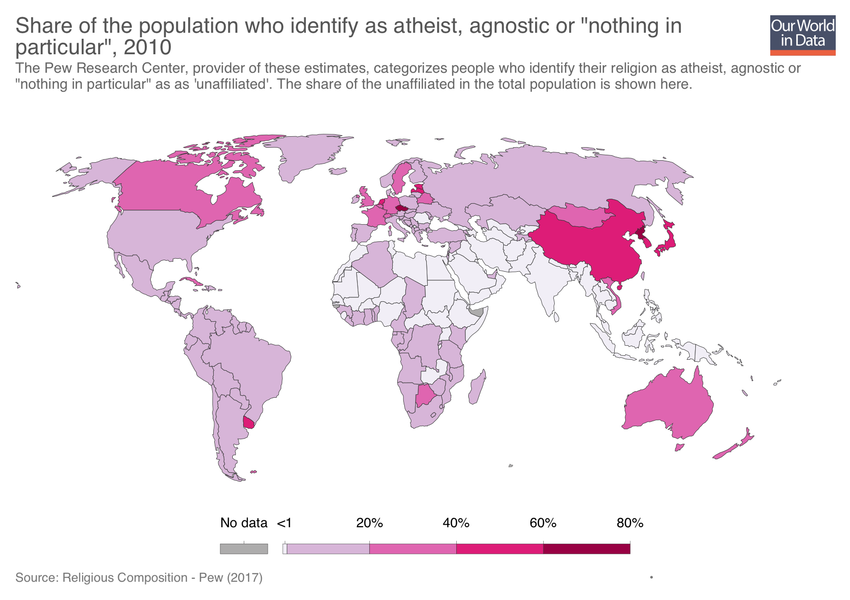 Share of the population who identify as atheist, agnostic or "nothing in
particular", 2010
Our World
in Data
The Pew Research Center, provider of these estimates, categorizes people who identify their religion as atheist, agnostic or
"nothing in particular" as as 'unaffiliated'. The share of the unaffiliated in the total population is shown here.
No data <1 20% 40% 60% 80%
Source: Religious Composition - Pew (2017)